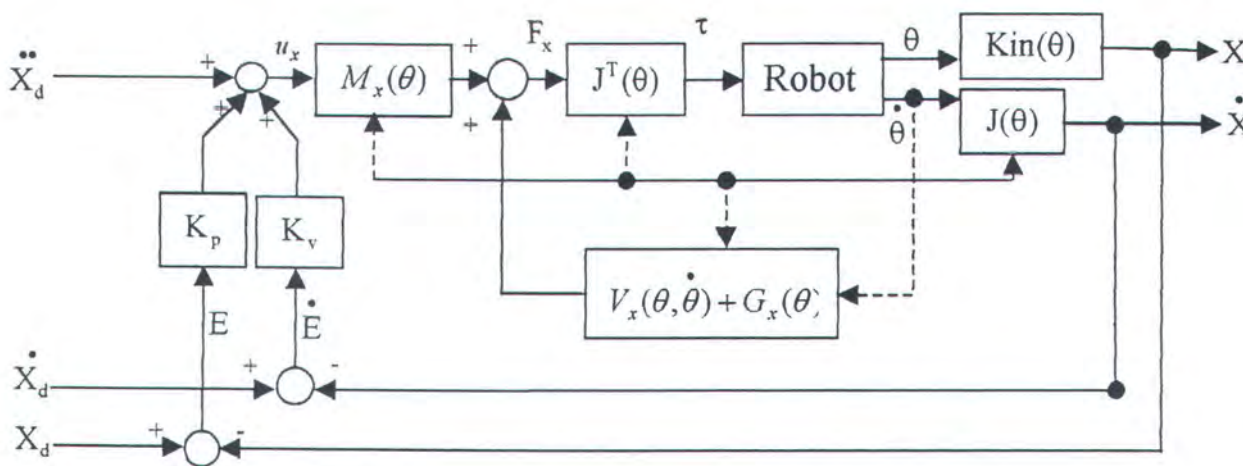 Ẍd
+
+
+
uₓ
Mₓ(θ)
+
+
Fₓ
Jᵀ(θ)
τ
Robot
θ
θ̇
Kin(θ)
J(θ)
X
Ẋ
Kₚ
Kᵥ
Vₓ(θ,θ̇)+Gₓ(θ)
E
Ė
Ẋd
+
-
Xd
+
-